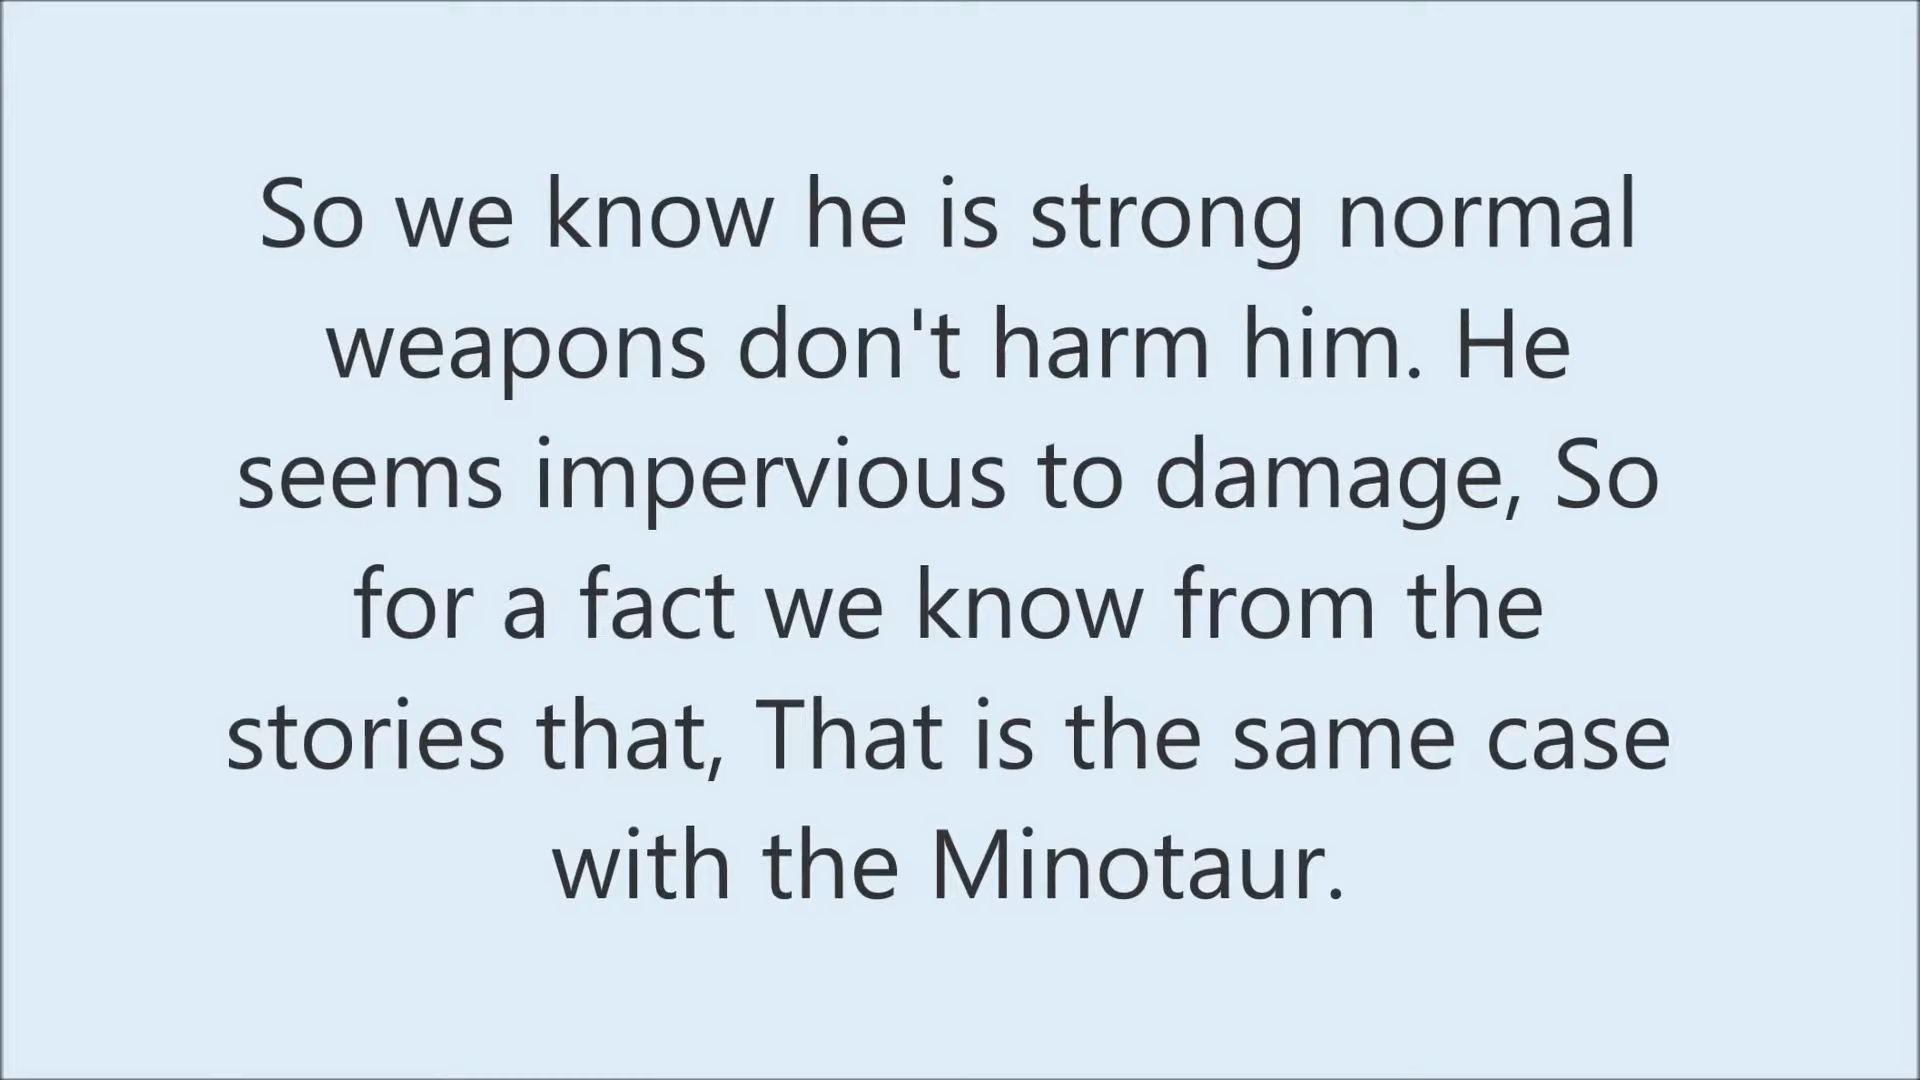 So we know he is strong normal
weapons don't harm him. He
seems impervious to damage, So
for a fact we know from the
stories that, That is the same case
with the Minotaur.